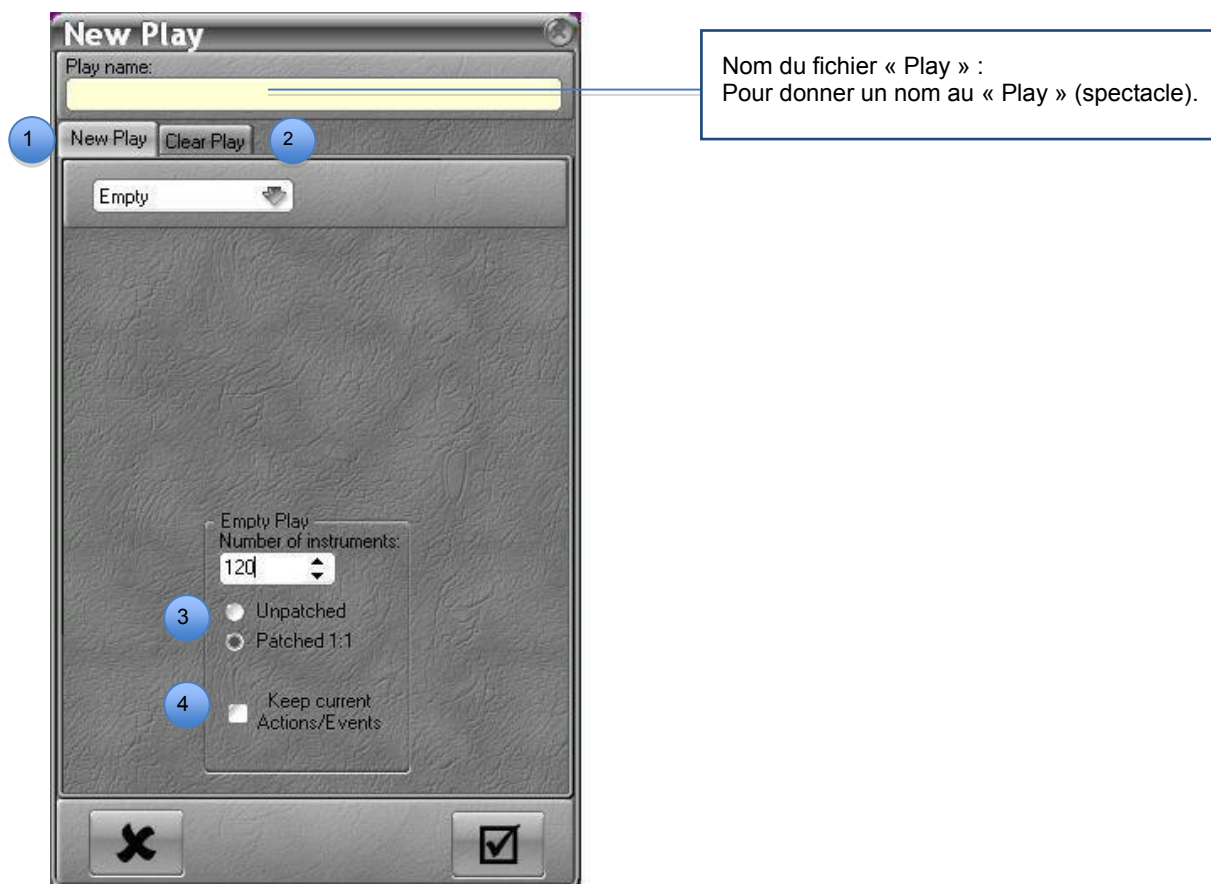 New Play
Play name:
Nom du fichier « Play » :
Pour donner un nom au « Play » (spectacle).
1
New Play
Clear Play
2
Empty
Empty Play
Number of instruments:
120
3
Unpatched
Patched 1:1
4
Keep current
Actions/Events